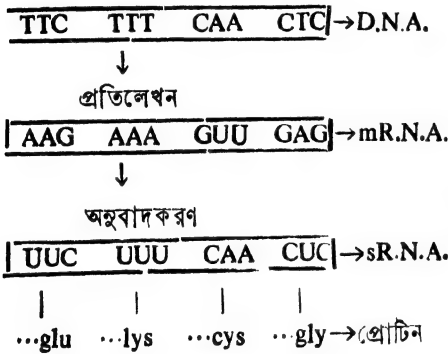 TTC TTT CAA CTC→D.N.A.
প্রতিলেখন
AAG AAA GUU GAG→mR.N.A.
অনুবাদকরণ
UUC UUU CAA CUC→sR.N.A.
...glu ...lys ...cys ...gly→প্রোটিন